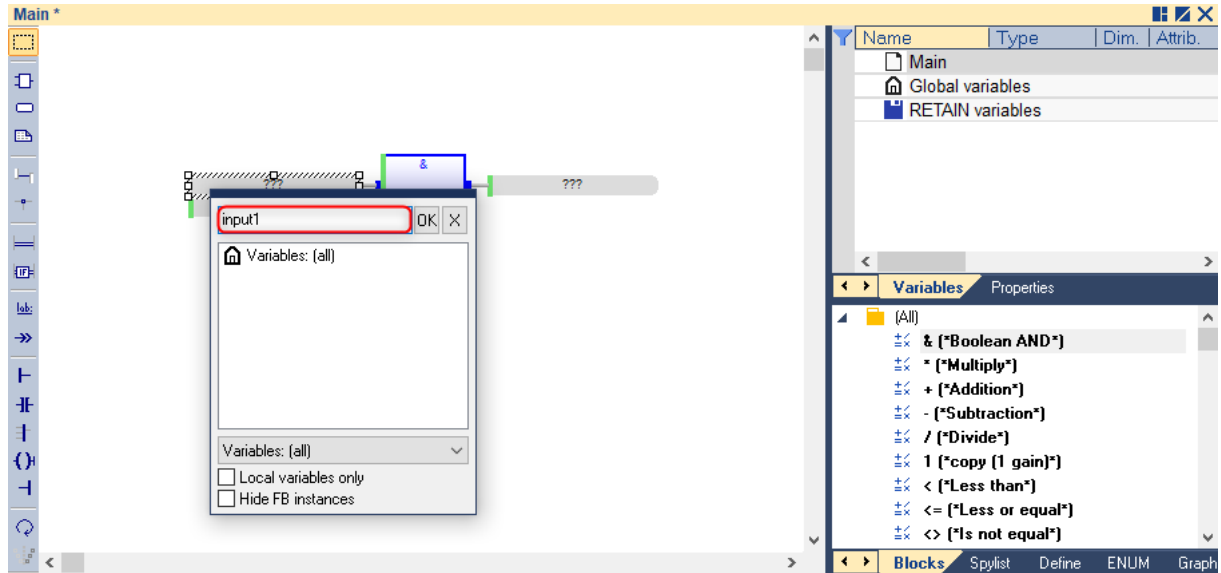 Main *
Name Type Dim. Attrib.
Main
Global variables
RETAIN variables
&
???
???
input1 OK X
Variables: (all)
Variables: (all)
Local variables only
Hide FB instances
Variables Properties
(All)
& (*Boolean AND*)
* (*Multiply*)
+ (*Addition*)
- (*Subtraction*)
/ (*Divide*)
1 (*copy (1 gain)*)
< (*Less than*)
<= (*Less or equal*)
<> (*Is not equal*)
Blocks Spylist Define ENUM Graph
IF
lab: